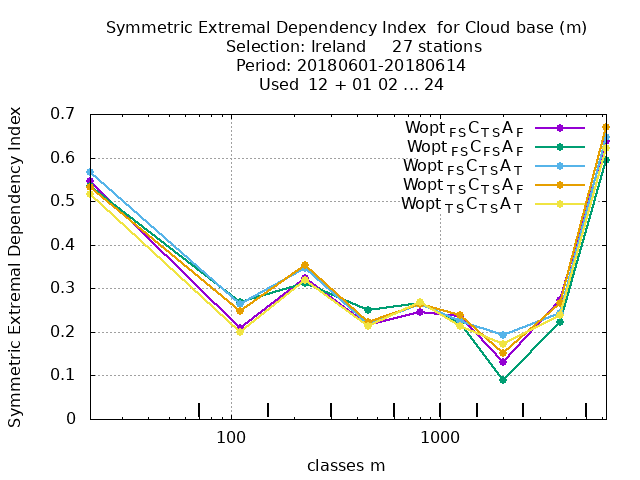 Symmetric Extremal Dependency Index  for Cloud base (m)
Selection: Ireland     27 stations
Period: 20180601-20180614
Used  12 + 01 02 ... 24
Symmetric Extremal Dependency Index
0.7
0.6
0.5
0.4
0.3
0.2
0.1
0
Wopt FS C TS A F
Wopt FS C FS A F
Wopt FS C TS A T
Wopt TS C TS A F
Wopt TS C TS A T
100
1000
classes m